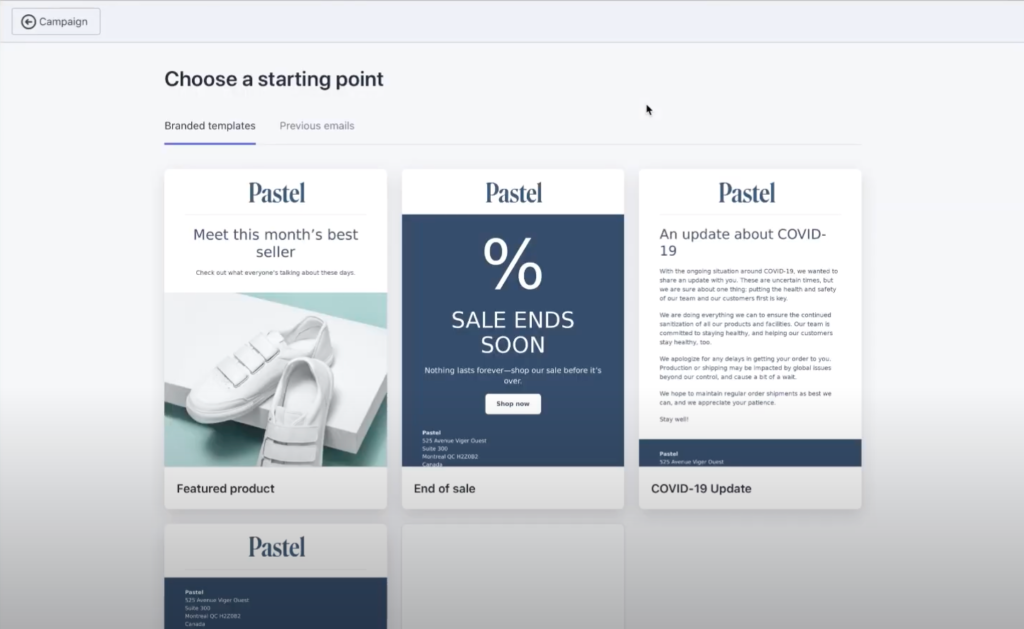 Campaign
Choose a starting point
Branded templates
Previous emails
Pastel
Meet this month's best
seller
Check out what everyone's talking about these days.
Featured product
Pastel
%
SALE ENDS
SOON
Nothing lasts forever—shop our sale before it's
over.
Shop now
Pastel
525 Avenue Viger Ouest
Suite 300
Montreal QC H2Z0B2
Canada
End of sale
Pastel
An update about COVID-
19
With the ongoing situation around COVID-19, we wanted to
share an update with you. These are uncertain times, but
we are sure about one thing: putting the health and safety
of our team and our customers first is key.
We are doing everything we can to ensure the continued
sanitization of all our products and facilities. Our team is
committed to staying healthy, and helping our customers
stay healthy, too.
We apologize for any delays in getting your order to you.
Production or shipping may be impacted by global issues
beyond our control, and cause a bit of a wait.
We hope to maintain regular order shipments as best we
can, and we appreciate your patience.
Stay well!
Pastel
525 Avenue Viger Ouest
COVID-19 Update
Pastel
Pastel
525 Avenue Viger Ouest
Suite 300
Montreal QC H2Z0B2
Canada